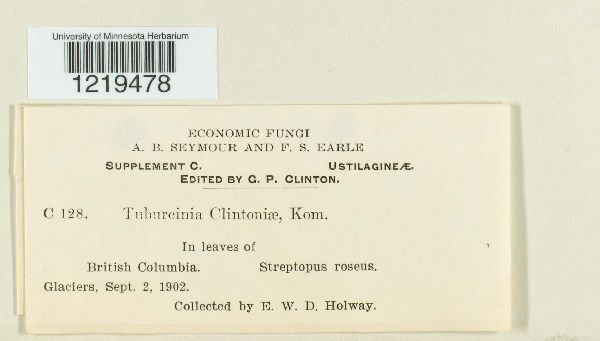 University of Minnesota Herbarium
1219478
ECONOMIC FUNGI
A. B. SEYMOUR AND F. S. EARLE
SUPPLEMENT C. USTILAGINEÆ.
EDITED BY G. P. CLINTON.
C 128. Tuburcinia Clintoniæ, Kom.
In leaves of
British Columbia. Streptopus roseus.
Glaciers, Sept. 2, 1902.
Collected by E. W. D. Holway.